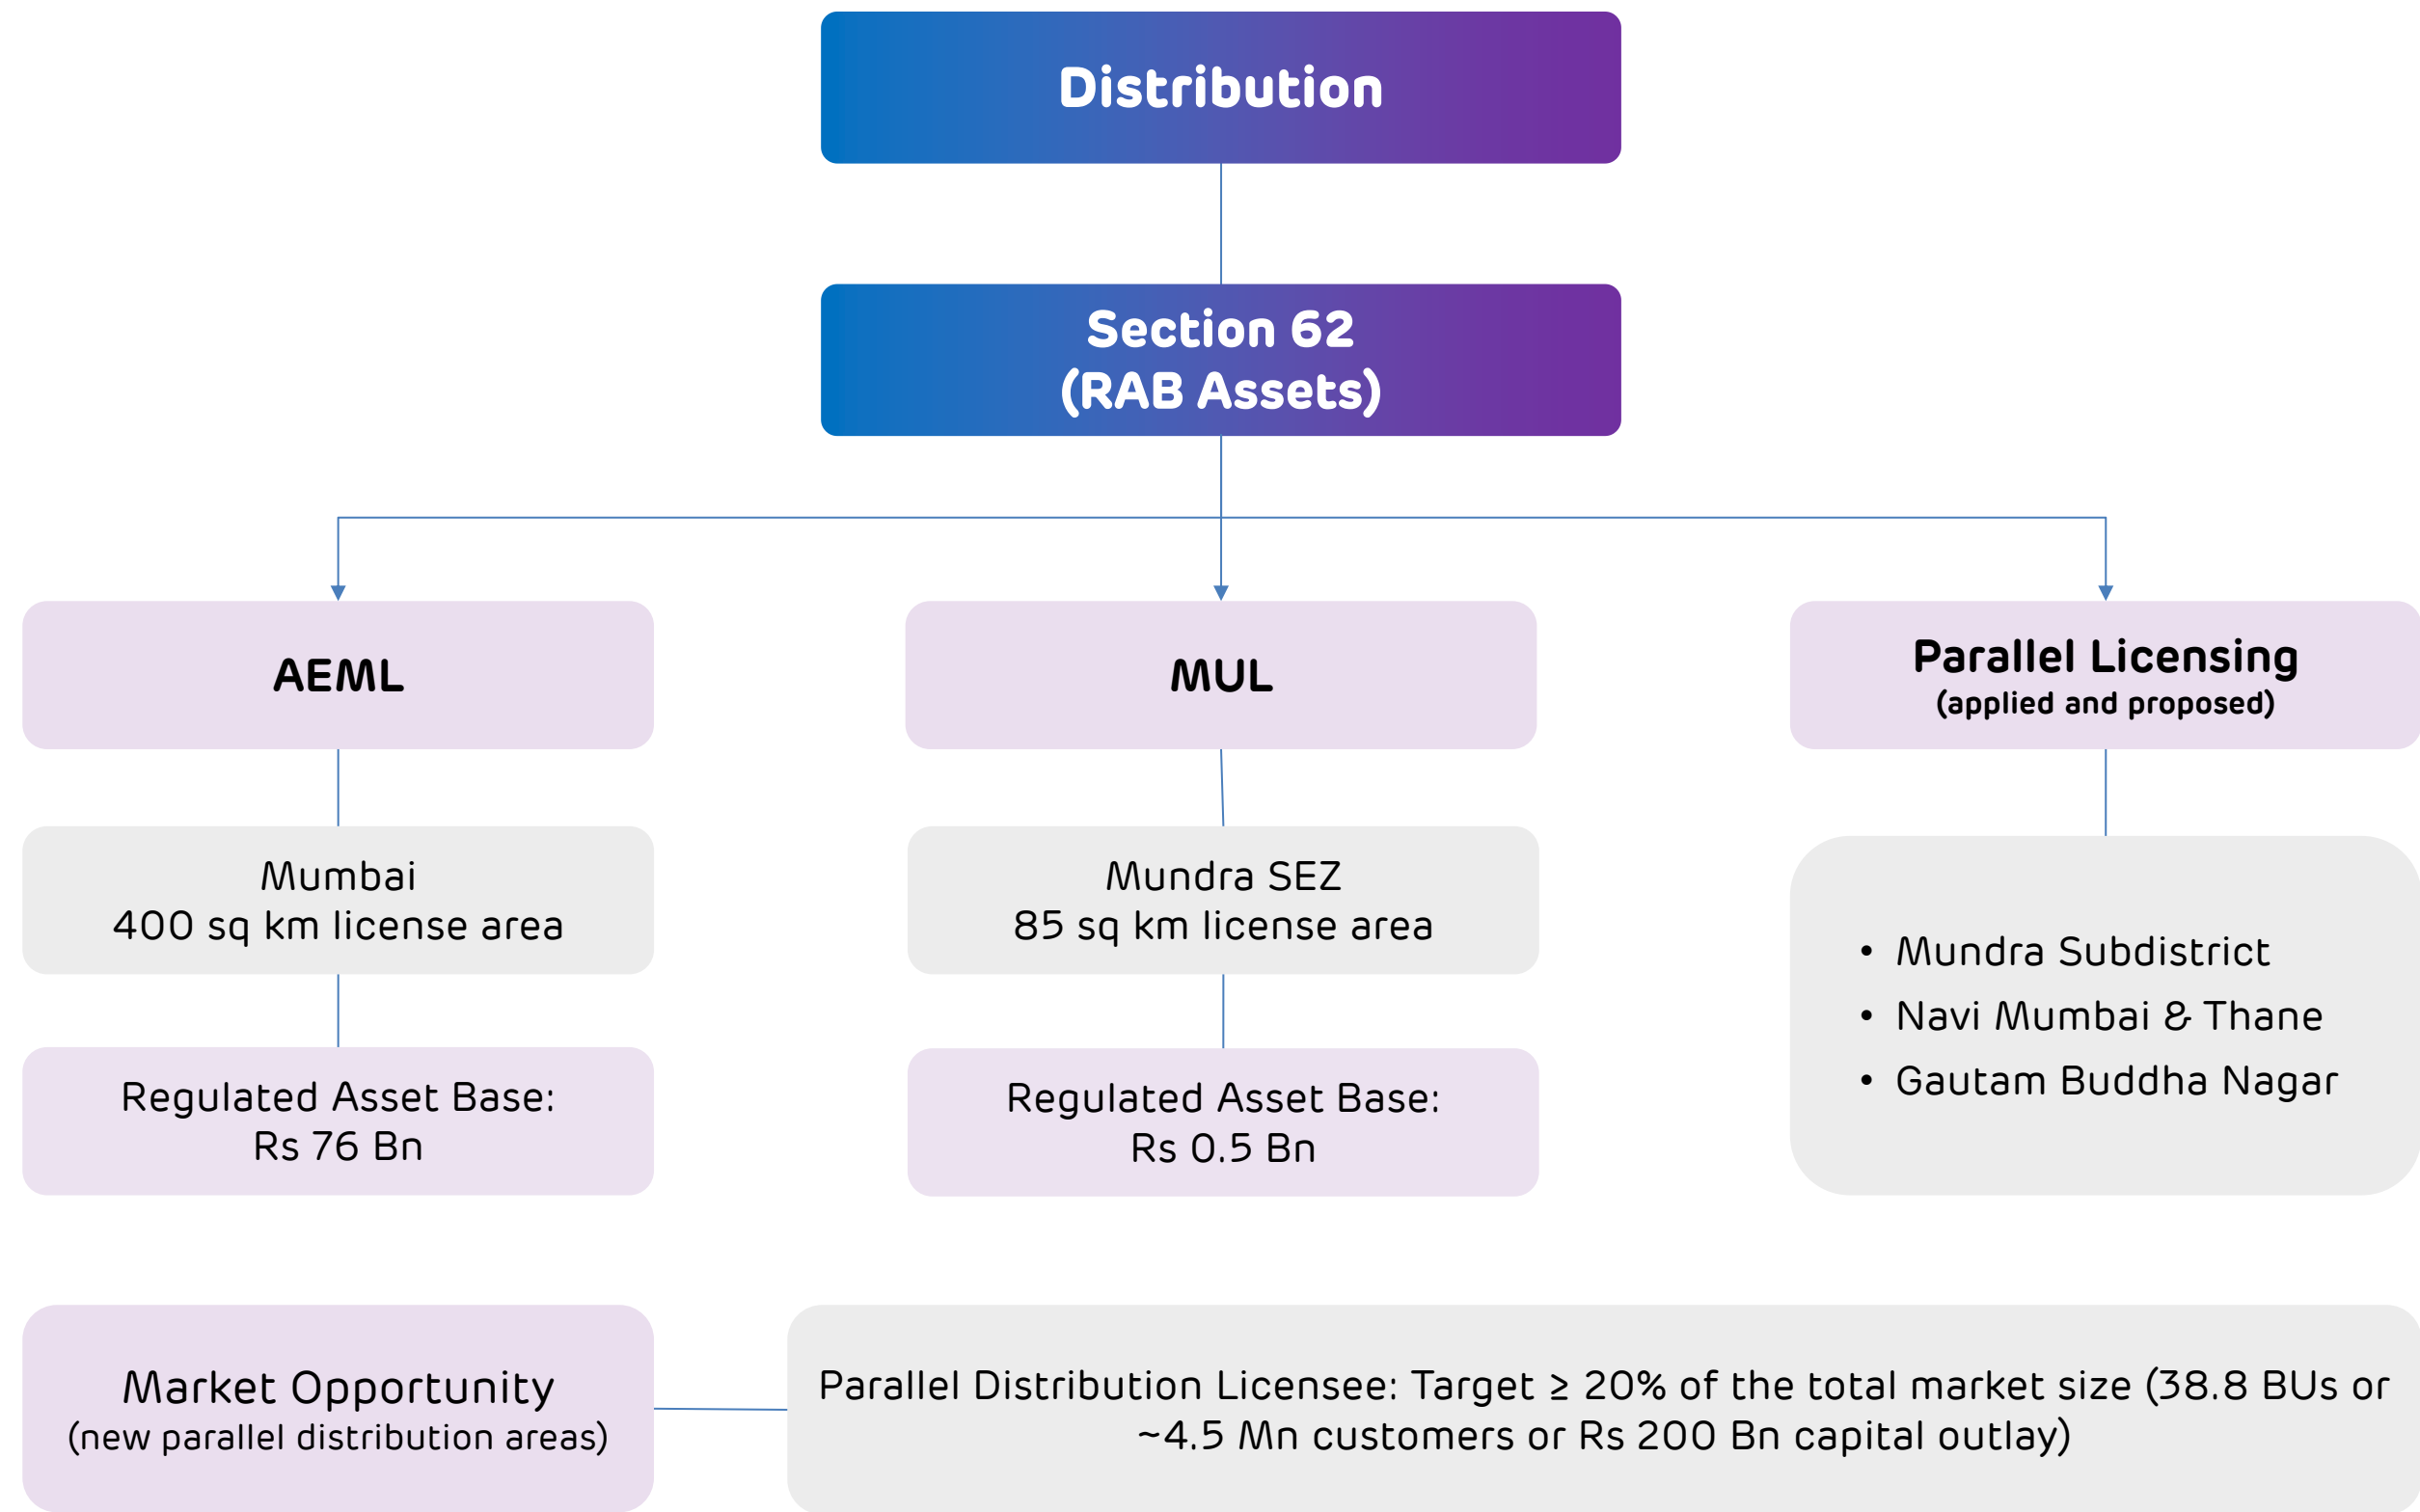 Distribution
Section 62
(RAB Assets)
AEML
MUL
Parallel Licensing
(applied and proposed)
Mumbai
400 sq km license area
Mundra SEZ
85 sq km license area
• Mundra Subdistrict
• Navi Mumbai & Thane
• Gautam Buddha Nagar
Regulated Asset Base:
Rs 76 Bn
Regulated Asset Base:
Rs 0.5 Bn
Market Opportunity
(new parallel distribution areas)
Parallel Distribution Licensee: Target ≥ 20% of the total market size (38.8 BUs or
~4.5 Mn customers or Rs 200 Bn capital outlay)